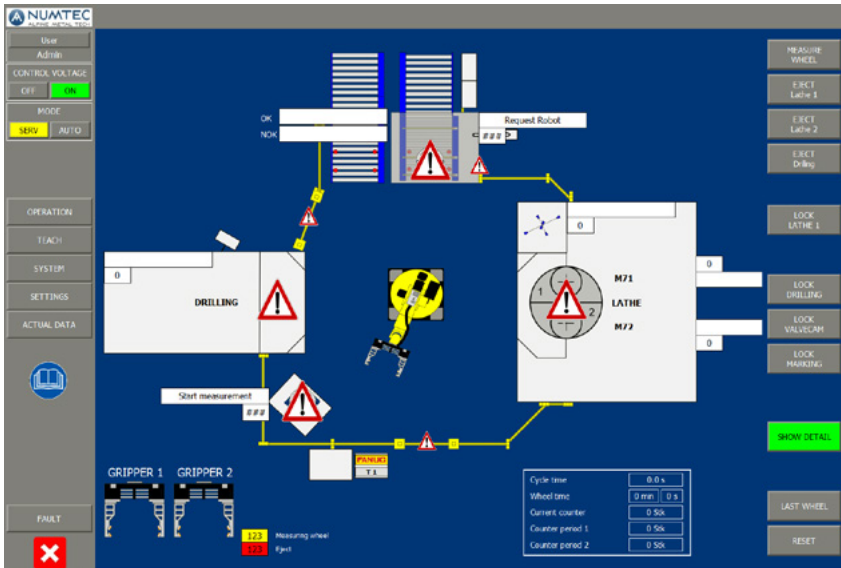 NUMTEC
ALPINE METAL TECH
User
Admin
CONTROL VOLTAGE
OFF ON
MODE
SERV AUTO
OPERATION
TEACH
SYSTEM
SETTINGS
ACTUAL DATA
FAULT
OK
NOK
Request Robot
###
0
DRILLING
0
M71
1
LATHE
2
M72
0
0
Start measurement
###
FANUC
T 1
GRIPPER 1 GRIPPER 2
123 Measuring wheel
123 Eject
Cycle time 0.0 s
Wheel time 0 min 0 s
Current counter 0 Stk
Counter period 1 0 Stk
Counter period 2 0 Stk
MEASURE
WHEEL
EJECT
Lathe 1
EJECT
Lathe 2
EJECT
Drilling
LOCK
LATHE 1
LOCK
DRILLING
LOCK
VALVECAM
LOCK
MARKING
SHOW DETAIL
LAST WHEEL
RESET